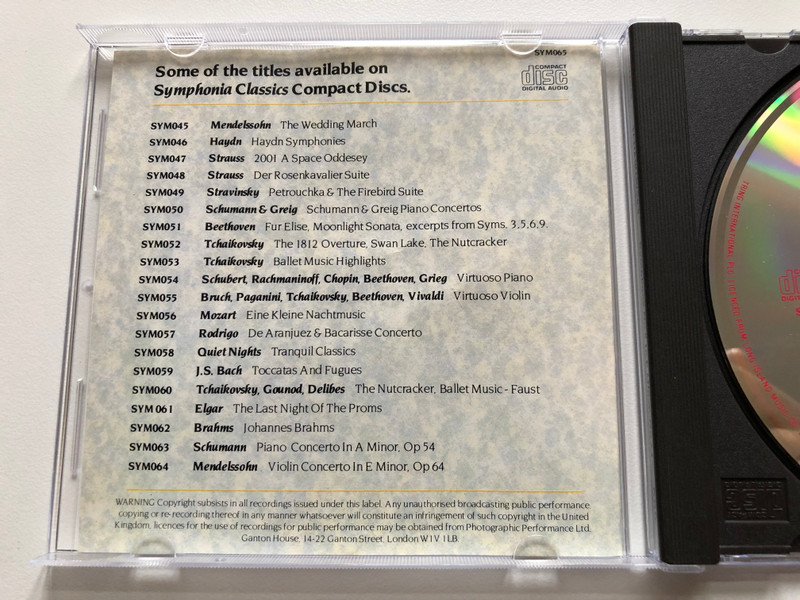 SYM065
Some of the titles available on
Symphonia Classics Compact Discs.
COMPACT
disc
DIGITAL AUDIO
SYM045 Mendelssohn The Wedding March
SYM046 Haydn Haydn Symphonies
SYM047 Strauss 2001 A Space Oddesey
SYM048 Strauss Der Rosenkavalier Suite
SYM049 Stravinsky Petrouchka & The Firebird Suite
SYM050 Schumann & Greig Schumann & Greig Piano Concertos
SYM051 Beethoven Fur Elise, Moonlight Sonata, excerpts from Syms. 3,5,6,9.
SYM052 Tchaikovsky The 1812 Overture, Swan Lake, The Nutcracker
SYM053 Tchaikovsky Ballet Music Highlights
SYM054 Schubert, Rachmaninoff, Chopin, Beethoven, Grieg Virtuoso Piano
SYM055 Bruch, Paganini, Tchaikovsky, Beethoven, Vivaldi Virtuoso Violin
SYM056 Mozart Eine Kleine Nachtmusic
SYM057 Rodrigo De Aranjuez & Bacarisse Concerto
SYM058 Quiet Nights Tranquil Classics
SYM059 J.S. Bach Toccatas And Fugues
SYM060 Tchaikovsky, Gounod, Delibes The Nutcracker, Ballet Music - Faust
SYM 061 Elgar The Last Night Of The Proms
SYM062 Brahms Johannes Brahms
SYM063 Schumann Piano Concerto In A Minor, Op 54
SYM064 Mendelssohn Violin Concerto In E Minor, Op 64
WARNING Copyright subsists in all recordings issued under this label. Any unauthorised broadcasting public performance
copying or re-recording thereof in any manner whatsoever will constitute an infringement of such copyright in the United
Kingdom, licences for the use of recordings for public performance may be obtained from Photographic Performance Ltd.
Ganton House, 14-22 Ganton Street, London W1V 1LB
TRING INTERNATIONAL PLC.